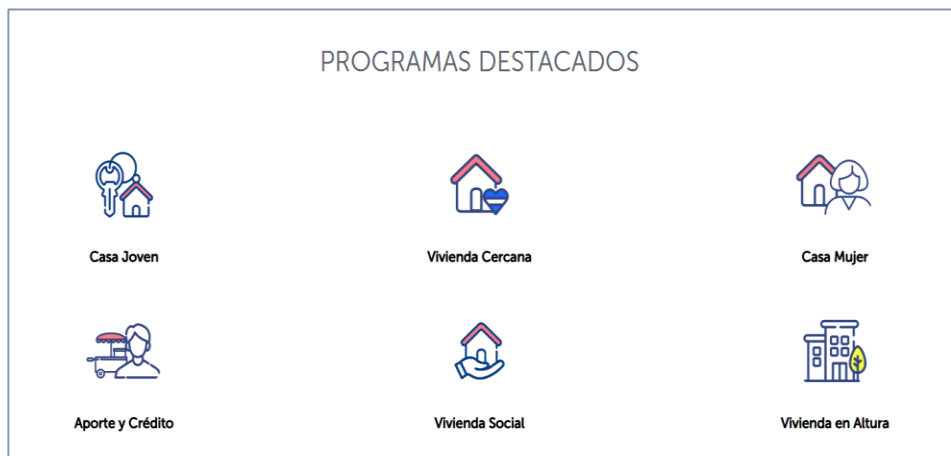 PROGRAMAS DESTACADOS
Casa Joven
Vivienda Cercana
Casa Mujer
Aporte y Crédito
Vivienda Social
Vivienda en Altura